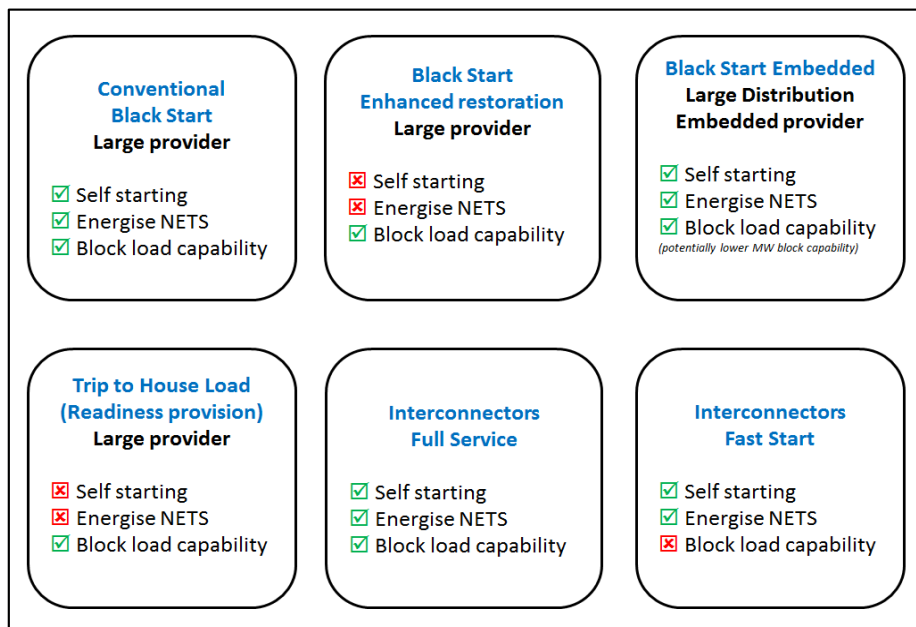 Conventional
Black Start
Large provider
☑ Self starting
☑ Energise NETS
☑ Block load capability
Black Start
Enhanced restoration
Large provider
☒ Self starting
☒ Energise NETS
☑ Block load capability
Black Start Embedded
Large Distribution
Embedded provider
☑ Self starting
☑ Energise NETS
☑ Block load capability
(potentially lower MW block capability)
Trip to House Load
(Readiness provision)
Large provider
☒ Self starting
☒ Energise NETS
☑ Block load capability
Interconnectors
Full Service
☑ Self starting
☑ Energise NETS
☑ Block load capability
Interconnectors
Fast Start
☑ Self starting
☑ Energise NETS
☒ Block load capability